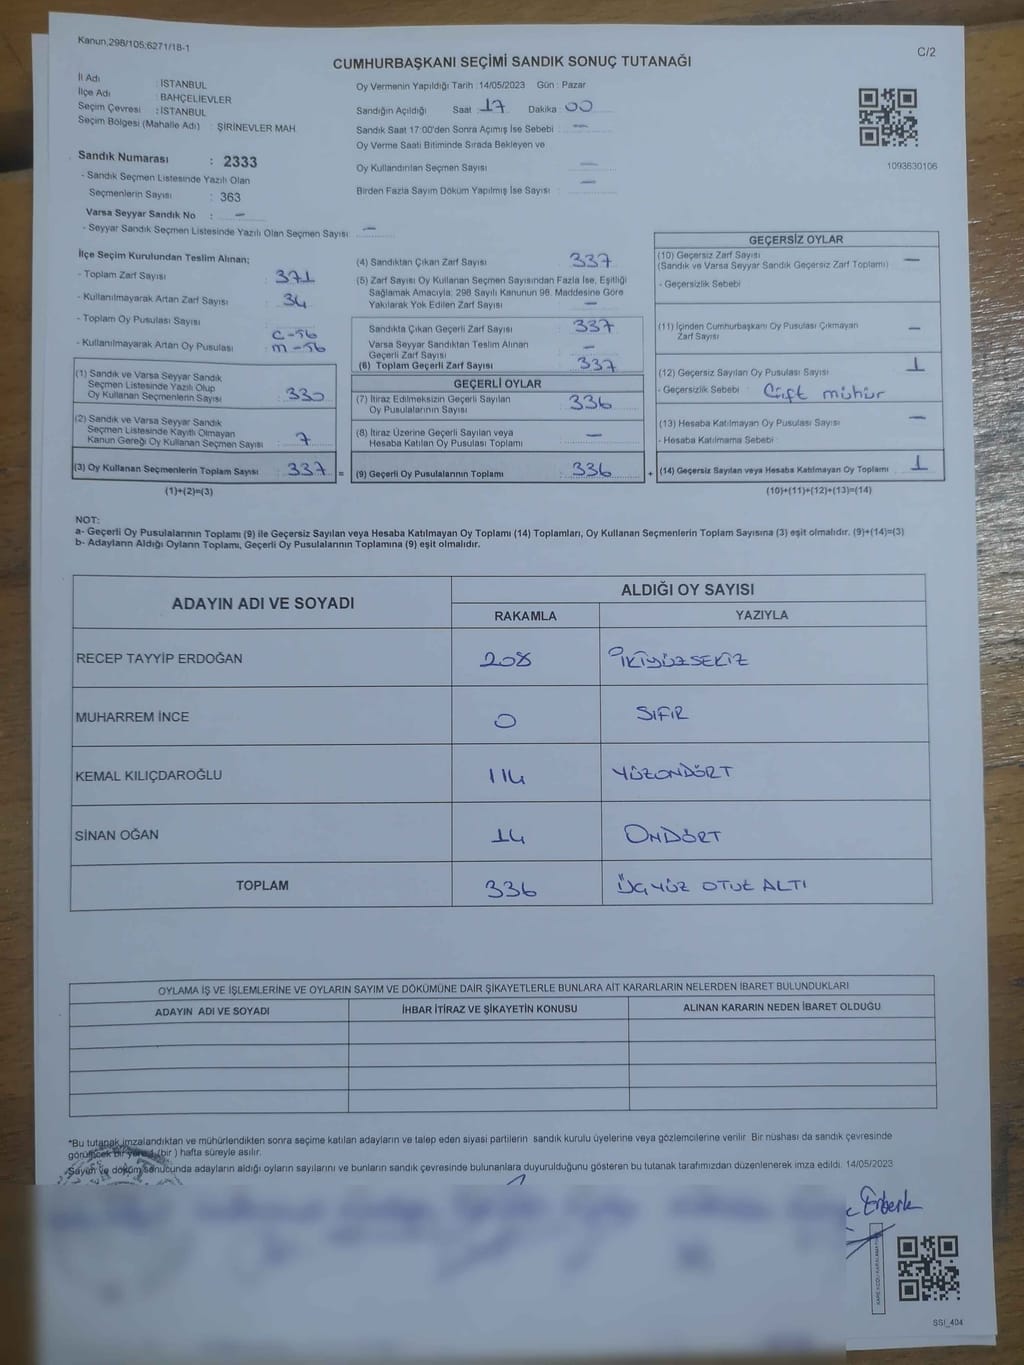 Kanun,298/105;6271/18-1
C/2
CUMHURBAŞKANI SEÇİMİ SANDIK SONUÇ TUTANAĞI
İl Adı : İSTANBUL
İlçe Adı : BAHÇELİEVLER
Seçim Çevresi : İSTANBUL
Seçim Bölgesi (Mahalle Adı) : ŞİRİNEVLER MAH.
Sandık Numarası : 2333
- Sandık Seçmen Listesinde Yazılı Olan
Seçmenlerin Sayısı : 363
Varsa Seyyar Sandık No : -
- Seyyar Sandık Seçmen Listesinde Yazılı Olan Seçmen Sayısı : -
Oy Vermenin Yapıldığı Tarih : 14/05/2023 Gün : Pazar
Sandığın Açıldığı Saat : 17 Dakika : 00
Sandık Saat 17:00'den Sonra Açımış İse Sebebi : -
Oy Verme Saati Bitiminde Sırada Bekleyen ve
Oy Kullandırılan Seçmen Sayısı : -
Birden Fazla Sayım Döküm Yapılmış İse Sayısı : -
1093630106
İlçe Seçim Kurulundan Teslim Alınan;
- Toplam Zarf Sayısı : 371
- Kullanılmayarak Artan Zarf Sayısı : 34
- Toplam Oy Pusulası Sayısı :
C-56
- Kullanılmayarak Artan Oy Pusulası : M-56
(1) Sandık ve Varsa Seyyar Sandık
Seçmen Listesinde Yazılı Olup
Oy Kullanan Seçmenlerin Sayısı : 330
(2) Sandık ve Varsa Seyyar Sandık
Seçmen Listesinde Kayıtlı Olmayan
Kanun Gereği Oy Kullanan Seçmen Sayısı : 7
(3) Oy Kullanan Seçmenlerin Toplam Sayısı : 337 =
(1)+(2)=(3)
(4) Sandıktan Çıkan Zarf Sayısı : 337
(5) Zarf Sayısı Oy Kullanan Seçmen Sayısından Fazla İse, Eşitliği
Sağlamak Amacıyla; 298 Sayılı Kanunun 98. Maddesine Göre
Yakılarak Yok Edilen Zarf Sayısı : -
Sandıkta Çıkan Geçerli Zarf Sayısı : 337
Varsa Seyyar Sandıktan Teslim Alınan
Geçerli Zarf Sayısı : -
(6) Toplam Geçerli Zarf Sayısı : 337
GEÇERLİ OYLAR
(7) İtiraz Edilmeksizin Geçerli Sayılan
Oy Pusulalarının Sayısı : 336
(8) İtiraz Üzerine Geçerli Sayılan veya
Hesaba Katılan Oy Pusulası Toplamı : -
(9) Geçerli Oy Pusulalarının Toplamı : 336 +
GEÇERSİZ OYLAR
(10) Geçersiz Zarf Sayısı : -
(Sandık ve Varsa Seyyar Sandık Geçersiz Zarf Toplamı)
- Geçersizlik Sebebi
(11) İçinden Cumhurbaşkanı Oy Pusulası Çıkmayan
Zarf Sayısı : -
(12) Geçersiz Sayılan Oy Pusulası Sayısı : 1
- Geçersizlik Sebebi : Çift mühür
(13) Hesaba Katılmayan Oy Pusulası Sayısı : -
- Hesaba Katılmama Sebebi :
(14) Geçersiz Sayılan veya Hesaba Katılmayan Oy Toplamı : 1
(10)+(11)+(12)+(13)=(14)
NOT:
a- Geçerli Oy Pusulalarının Toplamı (9) ile Geçersiz Sayılan veya Hesaba Katılmayan Oy Toplamı (14) Toplamları, Oy Kullanan Seçmenlerin Toplam Sayısına (3) eşit olmalıdır. (9)+(14)=(3)
b- Adayların Aldığı Oyların Toplamı, Geçerli Oy Pusulalarının Toplamına (9) eşit olmalıdır.
ADAYIN ADI VE SOYADI
ALDIĞI OY SAYISI
RAKAMLA YAZIYLA
RECEP TAYYİP ERDOĞAN 208 İKİYÜZSEKİZ
MUHARREM İNCE 0 SIFIR
KEMAL KILIÇDAROĞLU 114 YÜZONDÖRT
SİNAN OĞAN 14 ONDÖRT
TOPLAM 336 ÜÇYÜZ OTUZ ALTI
OYLAMA İŞ VE İŞLEMLERİNE VE OYLARIN SAYIM VE DÖKÜMÜNE DAİR ŞİKAYETLERLE BUNLARA AİT KARARLARIN NELERDEN İBARET BULUNDUKLARI
ADAYIN ADI VE SOYADI İHBAR İTİRAZ VE ŞİKAYETİN KONUSU ALINAN KARARIN NEDEN İBARET OLDUĞU
*Bu tutanak imzalandıktan ve mühürlendikten sonra seçime katılan adayların ve talep eden siyasi partilerin sandık kurulu üyelerine veya gözlemcilerine verilir. Bir nüshası da sandık çevresinde
görülecek bir yere 1 (bir ) hafta süreyle asılır.
Sayım ve döküm sonucunda adayların aldığı oyların sayılarını ve bunların sandık çevresinde bulunanlara duyurulduğunu gösteren bu tutanak tarafımızdan düzenlenerek imza edildi. 14/05/2023
SSİ_404